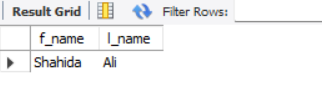 Result Grid Filter Rows:
f_name l_name
Shahida Ali